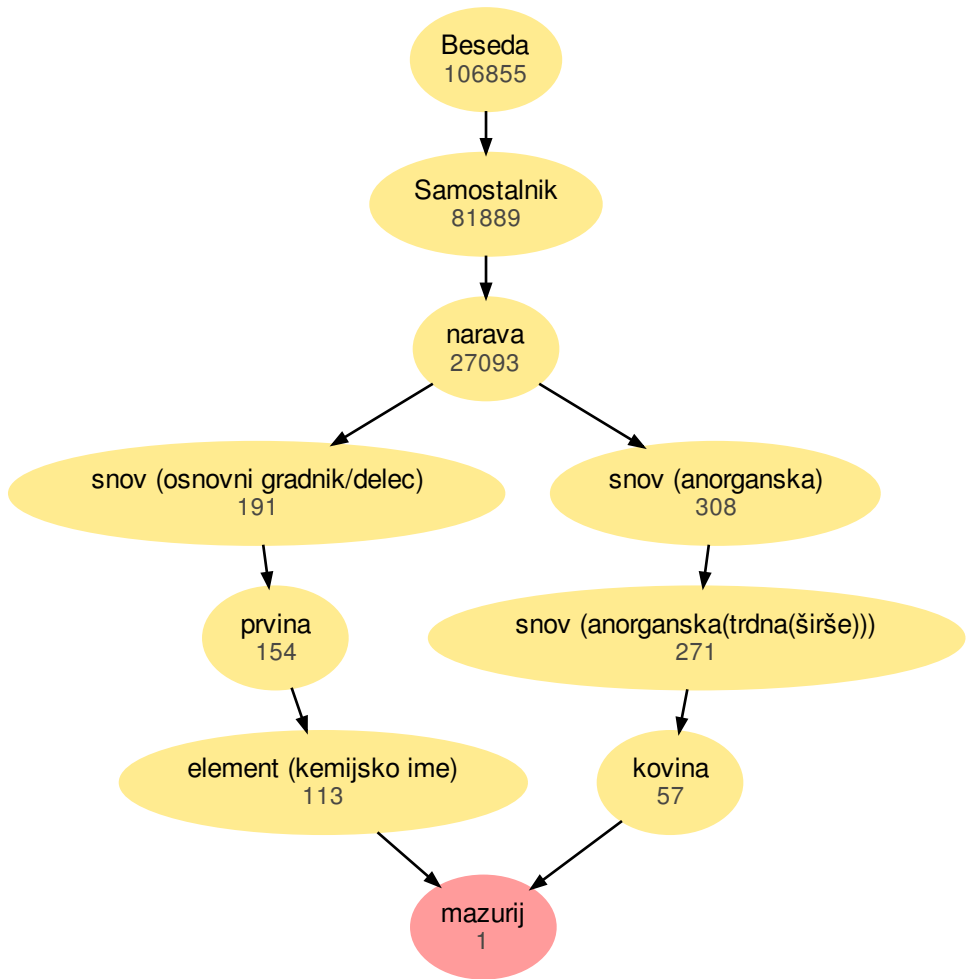 Beseda
106855
Samostalnik
81889
narava
27093
snov (osnovni gradnik/delec)
191
snov (anorganska)
308
prvina
154
snov (anorganska(trdna(širše)))
271
element (kemijsko ime)
113
kovina
57
mazurij
1